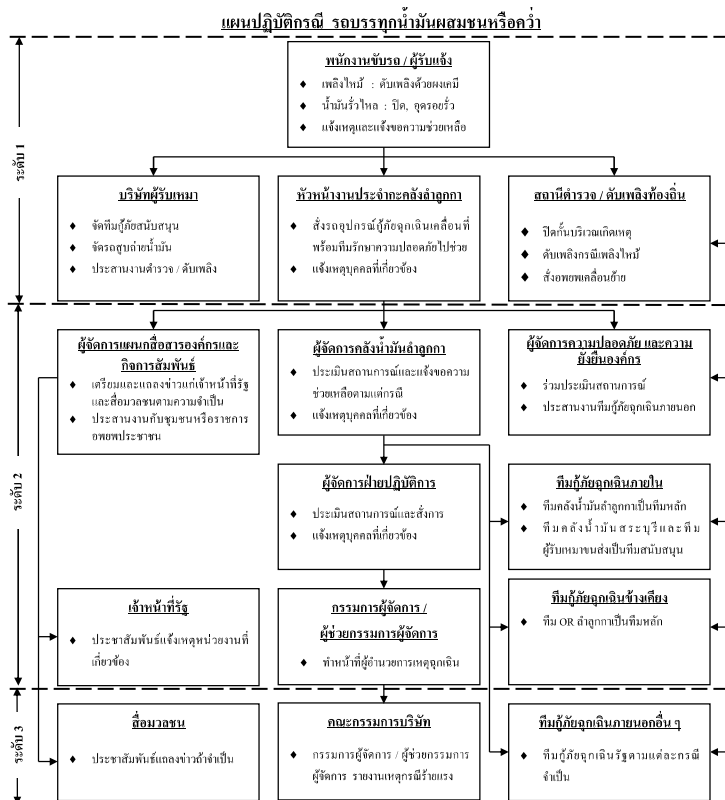 แผนปฏิบัติกรณี รถบรรทุกน้ำมันผสมชนหรือคว่ำ
ระดับ 1
พนักงานขับรถ / ผู้รับแจ้ง
♦ เพลิงไหม้ : ดับเพลิงด้วยผงเคมี
♦ น้ำมันรั่วไหล : ปิด, อุดรอยรั่ว
♦ แจ้งเหตุและแจ้งขอความช่วยเหลือ
บริษัทผู้รับเหมา
♦ จัดทีมกู้ภัยสนับสนุน
♦ จัดรถสูบถ่ายน้ำมัน
♦ ประสานงานตำรวจ / ดับเพลิง
หัวหน้างานประจำกะคลังลำลูกกา
♦ สั่งรถอุปกรณ์กู้ภัยฉุกเฉินเคลื่อนที่
พร้อมทีมรักษาความปลอดภัยไปช่วย
♦ แจ้งเหตุบุคคลที่เกี่ยวข้อง
สถานีตำรวจ / ดับเพลิงท้องถิ่น
♦ ปิดกั้นบริเวณเกิดเหตุ
♦ ดับเพลิงกรณีเพลิงไหม้
♦ สั่งอพยพเคลื่อนย้าย
ระดับ 2
ผู้จัดการแผนกสื่อสารองค์กรและ
กิจการสัมพันธ์
♦ เตรียมและแถลงข่าวแก่เจ้าหน้าที่รัฐ
และสื่อมวลชนตามความจำเป็น
♦ ประสานงานกับชุมชนหรือราชการ
อพยพประชาชน
ผู้จัดการคลังน้ำมันลำลูกกา
♦ ประเมินสถานการณ์และแจ้งขอความ
ช่วยเหลือตามแต่กรณี
♦ แจ้งเหตุบุคคลที่เกี่ยวข้อง
ผู้จัดการความปลอดภัย และความ
ยั่งยืนองค์กร
♦ ร่วมประเมินสถานการณ์
♦ ประสานงานทีมกู้ภัยฉุกเฉินภายนอก
ผู้จัดการฝ่ายปฏิบัติการ
♦ ประเมินสถานการณ์และสั่งการ
♦ แจ้งเหตุบุคคลที่เกี่ยวข้อง
ทีมกู้ภัยฉุกเฉินภายใน
♦ ทีมคลังน้ำมันลำลูกกาเป็นทีมหลัก
♦ ทีมคลังน้ำมันสระบุรีและทีม
ผู้รับเหมาขนส่งเป็นทีมสนับสนุน
เจ้าหน้าที่รัฐ
♦ ประชาสัมพันธ์แจ้งเหตุหน่วยงานที่
เกี่ยวข้อง
กรรมการผู้จัดการ /
ผู้ช่วยกรรมการผู้จัดการ
♦ ทำหน้าที่ผู้อำนวยการเหตุฉุกเฉิน
ทีมกู้ภัยฉุกเฉินข้างเคียง
♦ ทีม OR ลำลูกกาเป็นทีมหลัก
ระดับ 3
สื่อมวลชน
♦ ประชาสัมพันธ์แถลงข่าวถ้าจำเป็น
คณะกรรมการบริษัท
♦ กรรมการผู้จัดการ / ผู้ช่วยกรรมการ
ผู้จัดการ รายงานเหตุกรณีร้ายแรง
ทีมกู้ภัยฉุกเฉินภายนอกอื่น ๆ
♦ ทีมกู้ภัยฉุกเฉินรัฐตามแต่ละกรณี
จำเป็น